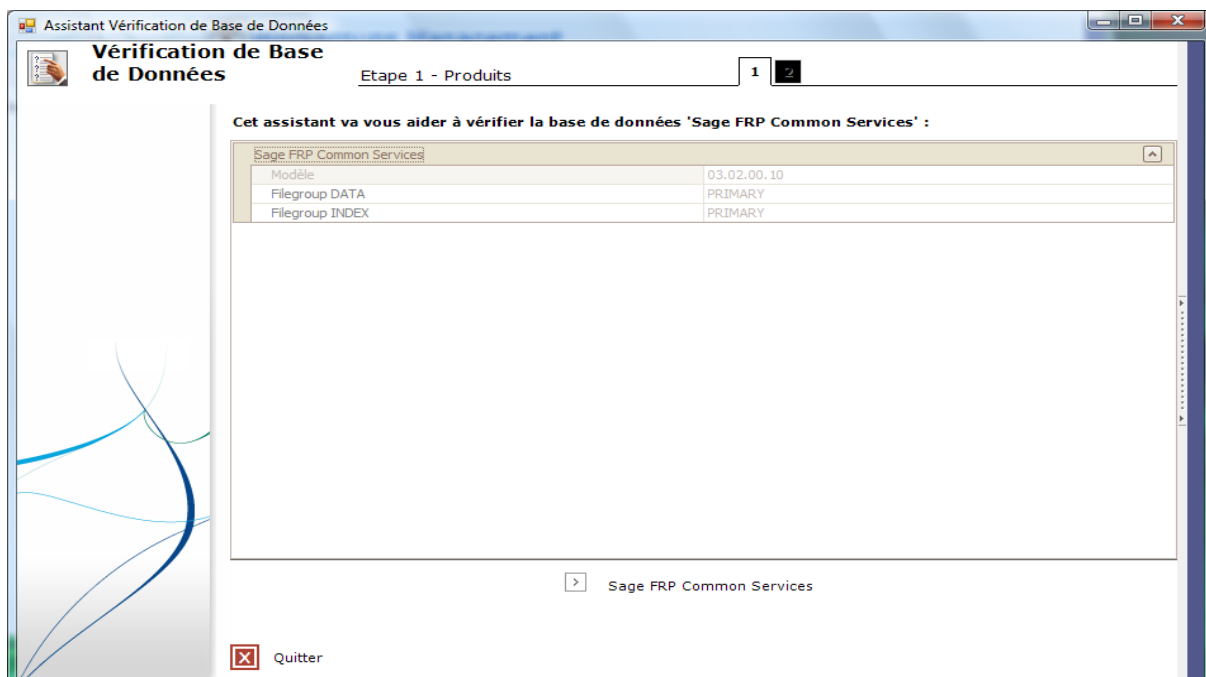 Assistant Vérification de Base de Données
Vérification de Base
de Données
Etape 1 - Produits
1 2
Cet assistant va vous aider à vérifier la base de données 'Sage FRP Common Services' :
Sage FRP Common Services
Modèle 03.02.00.10
Filegroup DATA PRIMARY
Filegroup INDEX PRIMARY
Sage FRP Common Services
Quitter